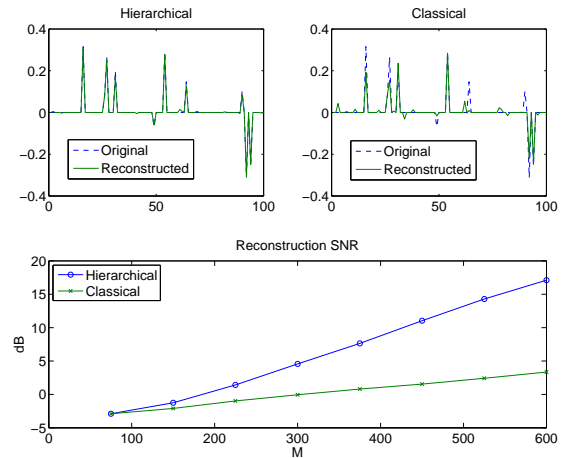 Hierarchical
0.4
0.2
0
−0.2
−0.4
Original
Reconstructed
0
50
100
Classical
0.4
0.2
0
−0.2
−0.4
Original
Reconstructed
0
50
100
Reconstruction SNR
dB
20
15
10
5
0
−5
Hierarchical
Classical
0
100
200
300
400
500
600
M